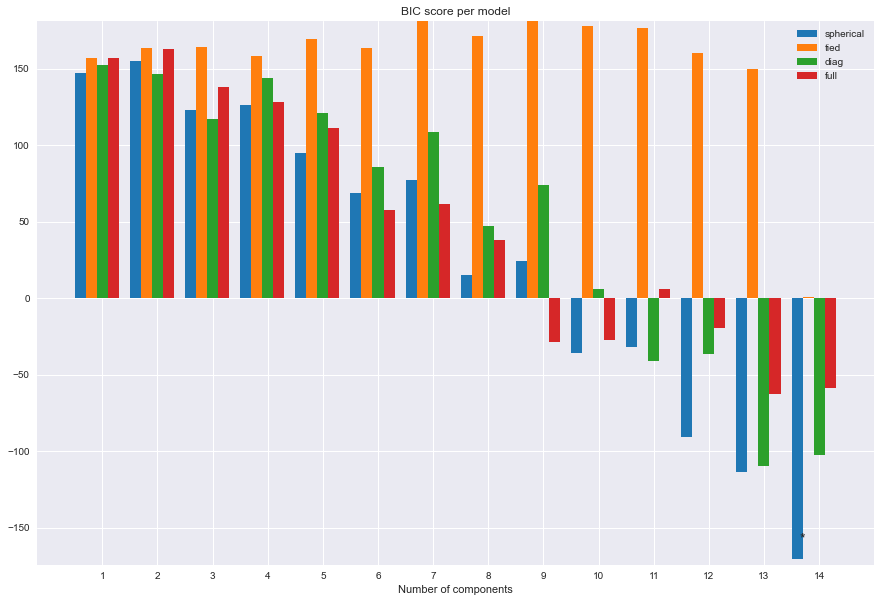 BIC score per model
spherical
tied
diag
full
150
100
50
0
−50
−100
−150
*
1 2 3 4 5 6 7 8 9 10 11 12 13 14
Number of components